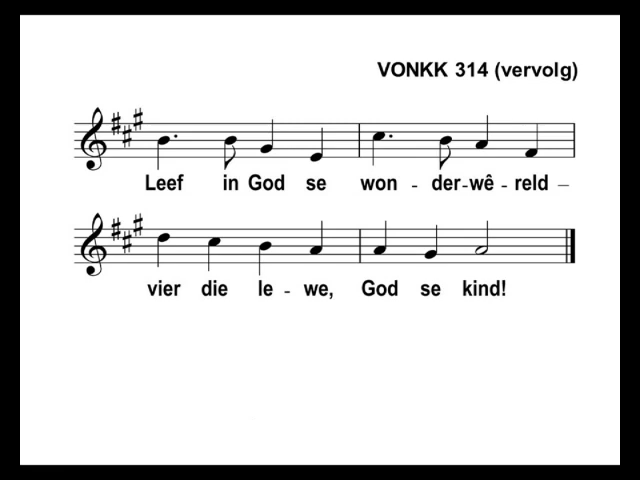 VONKK 314 (vervolg)
Leef in God se won - der-wê - reld –
vier die le - we, God se kind!